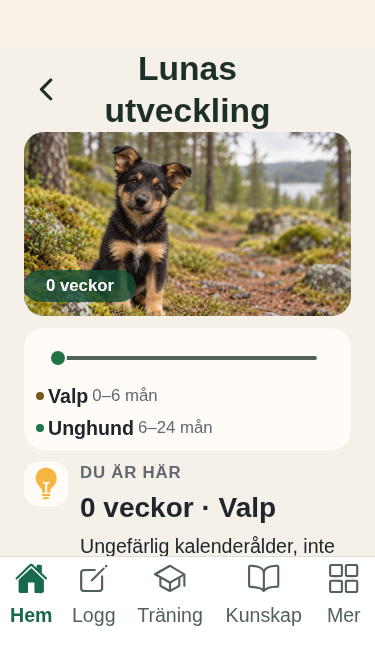 Lunas
utveckling
0 veckor
Valp 0–6 mån
Unghund 6–24 mån
DU ÄR HÄR
0 veckor · Valp
Ungefärlig kalenderålder, inte
Hem Logg Träning Kunskap Mer